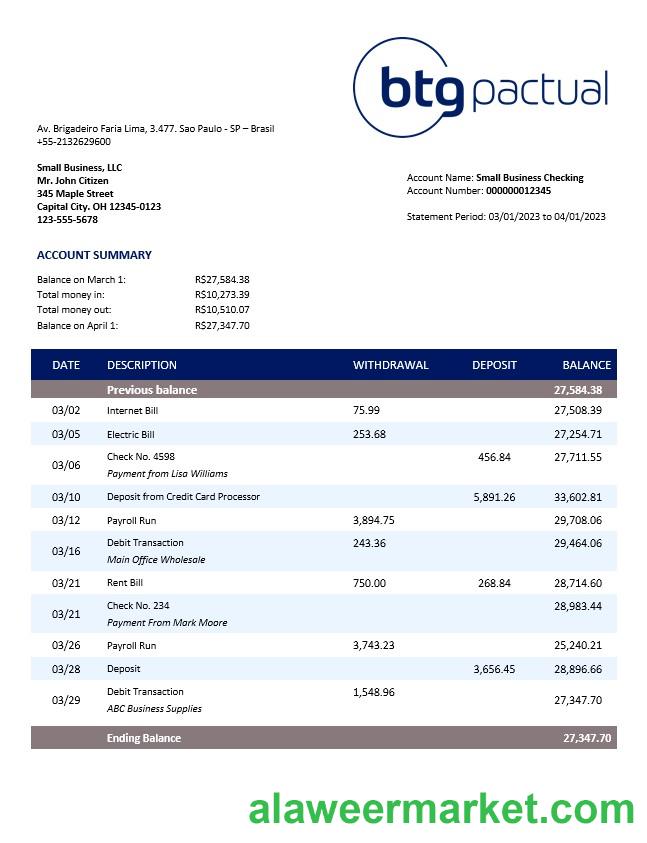 btg pactual
Av. Brigadeiro Faria Lima, 3.477. Sao Paulo - SP – Brasil
+55-2132629600
Small Business, LLC
Mr. John Citizen
345 Maple Street
Capital City. OH 12345-0123
123-555-5678
Account Name: Small Business Checking
Account Number: 000000012345
Statement Period: 03/01/2023 to 04/01/2023
ACCOUNT SUMMARY
Balance on March 1: R$27,584.38
Total money in: R$10,273.39
Total money out: R$10,510.07
Balance on April 1: R$27,347.70
DATE DESCRIPTION WITHDRAWAL DEPOSIT BALANCE
Previous balance 27,584.38
03/02 Internet Bill 75.99 27,508.39
03/05 Electric Bill 253.68 27,254.71
03/06 Check No. 4598 456.84 27,711.55
Payment from Lisa Williams
03/10 Deposit from Credit Card Processor 5,891.26 33,602.81
03/12 Payroll Run 3,894.75 29,708.06
03/16 Debit Transaction 243.36 29,464.06
Main Office Wholesale
03/21 Rent Bill 750.00 268.84 28,714.60
03/21 Check No. 234 28,983.44
Payment From Mark Moore
03/26 Payroll Run 3,743.23 25,240.21
03/28 Deposit 3,656.45 28,896.66
03/29 Debit Transaction 1,548.96 27,347.70
ABC Business Supplies
Ending Balance 27,347.70
alaweermarket.com